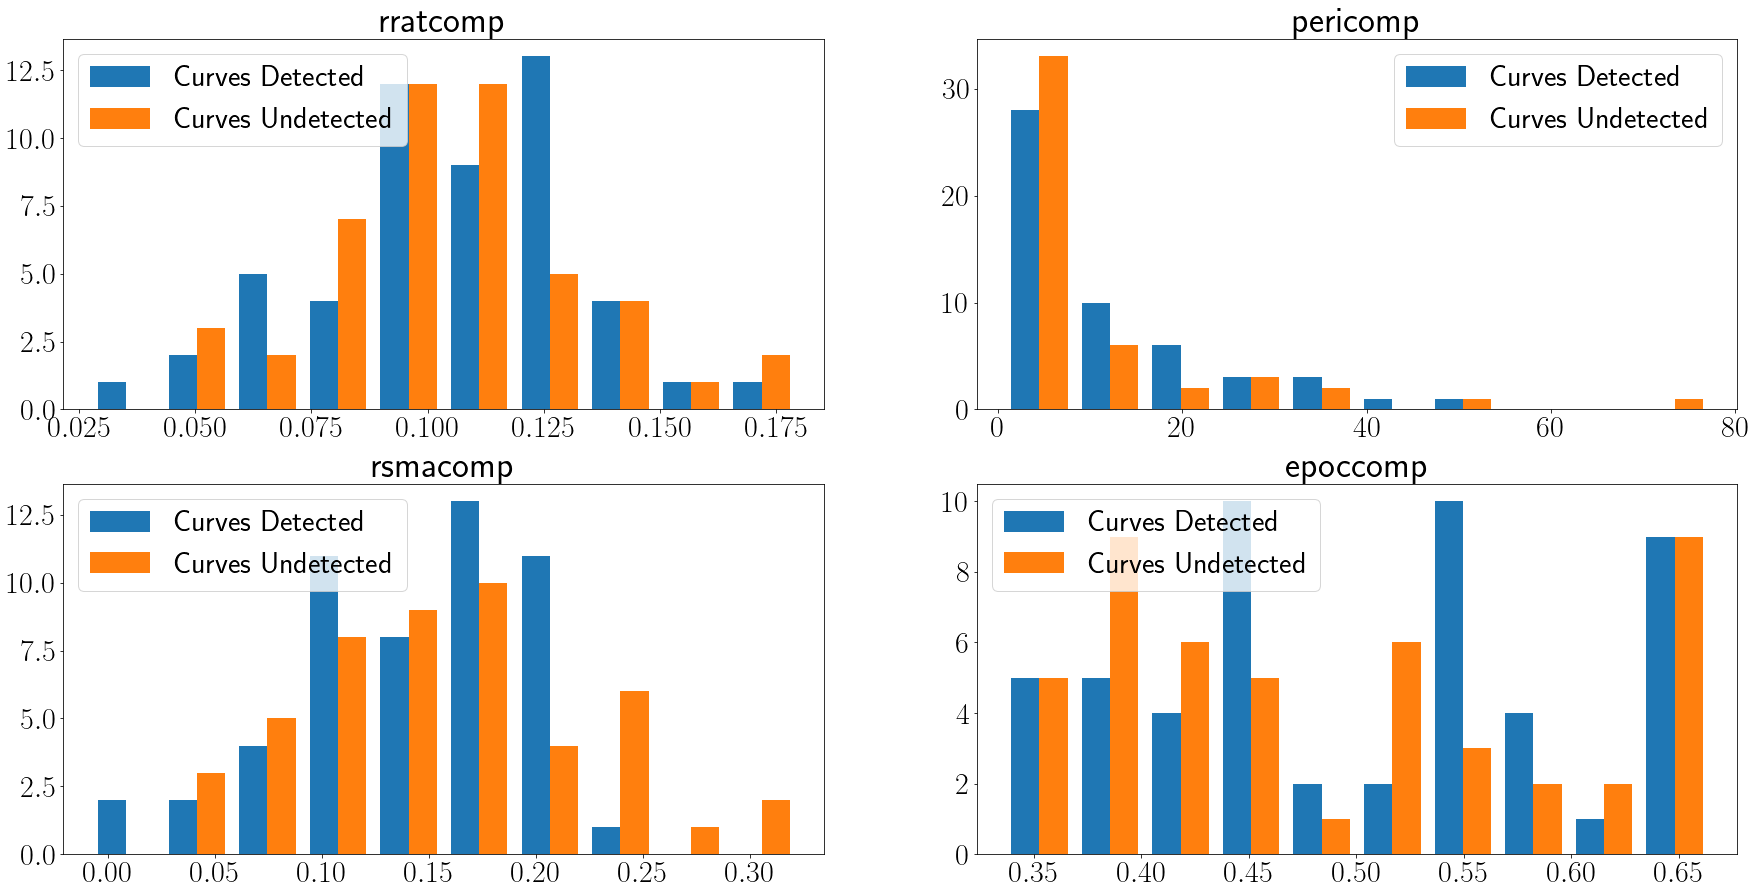 rratcomp
12.5
10.0
7.5
5.0
2.5
0.0
Curves Detected
Curves Undetected
0.025 0.050 0.075 0.100 0.125 0.150 0.175
pericomp
30
20
10
0
Curves Detected
Curves Undetected
0 20 40 60 80
rsmacomp
12.5
10.0
7.5
5.0
2.5
0.0
Curves Detected
Curves Undetected
0.00 0.05 0.10 0.15 0.20 0.25 0.30
epoccomp
10
8
6
4
2
0
Curves Detected
Curves Undetected
0.35 0.40 0.45 0.50 0.55 0.60 0.65